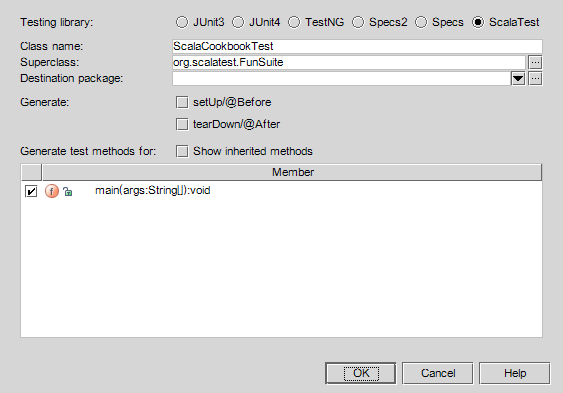 Testing library: JUnit3 JUnit4 TestNG Specs2 Specs ScalaTest
Class name: ScalaCookbookTest
Superclass: org.scalatest.FunSuite ...
Destination package: ...
Generate: setUp/@Before
tearDown/@After
Generate test methods for: Show inherited methods
Member
f main(args:String[]):void
OK Cancel Help